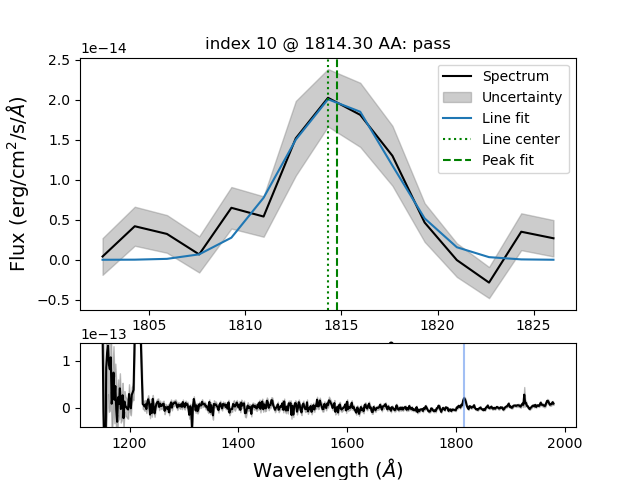 index 10 @ 1814.30 AA: pass
1e−14
2.5
2.0
1.5
1.0
0.5
0.0
−0.5
Flux (erg/cm²/s/Å)
Spectrum
Uncertainty
Line fit
Line center
Peak fit
1805 1810 1815 1820 1825
1e−13
1
0
1200 1400 1600 1800 2000
Wavelength (Å)